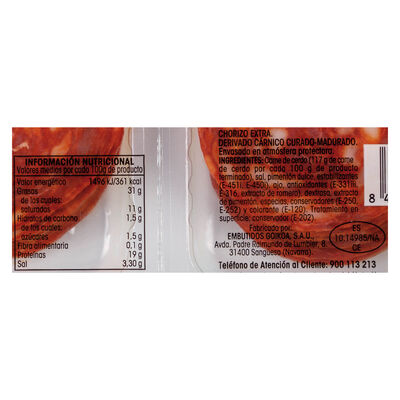 INFORMACIÓN NUTRICIONAL
Valores medios por cada 100g de producto
Valor energético 1496 kJ/361 kcal
Grasas 31 g
de las cuales:
saturadas 11 g
Hidratos de carbono 1,5 g
de los cuales:
azúcares 1,5 g
Fibra alimentaria 0,1 g
Proteínas 19 g
Sal 3,30 g
CHORIZO EXTRA.
DERIVADO CÁRNICO CURADO-MADURADO.
Envasado en atmósfera protectora.
INGREDIENTES: Carne de cerdo (117 g de carne
de cerdo por cada 100 g de producto
terminado), sal, pimentón dulce, estabilizantes
(E-451i, E-450i), ajo, antioxidantes (E-331iii,
E-316, extracto de romero), dextrosa, extracto
de pimentón, especias, conservadores (E-250,
E-252) y colorante (E-120). Tratamiento en
superficie: conservador (E-202).
Fabricado por:
EMBUTIDOS GOIKOA, S.A.U.,
Avda. Padre Raimundo de Lumbier, 8.
31400 Sangüesa (Navarra).
ES
10.14985/NA
CE
Teléfono de Atención al Cliente: 900 113 213
8 4